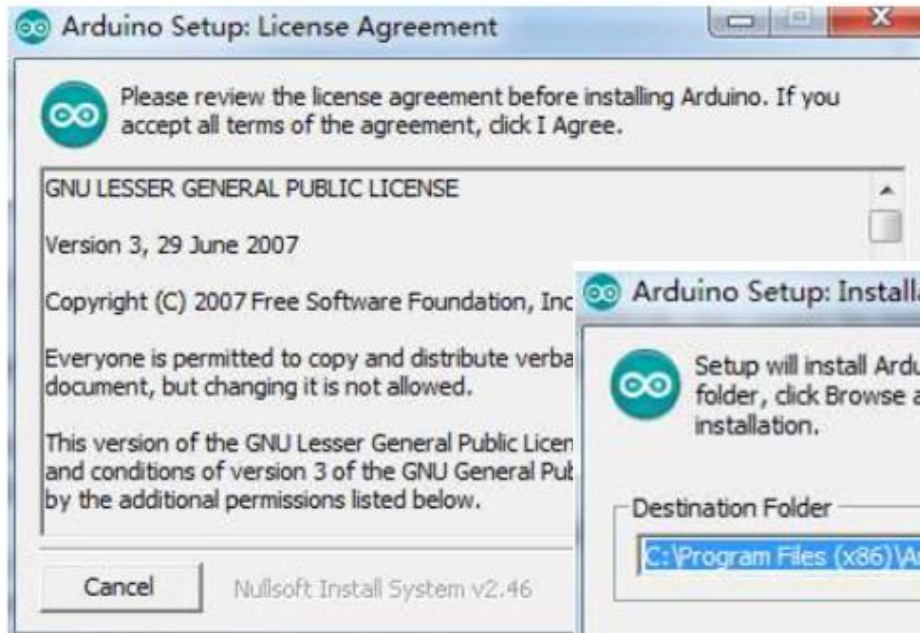 Arduino Setup: License Agreement
Please review the license agreement before installing Arduino. If you
accept all terms of the agreement, click I Agree.
GNU LESSER GENERAL PUBLIC LICENSE
Version 3, 29 June 2007
Copyright (C) 2007 Free Software Foundation, Inc
Everyone is permitted to copy and distribute verba
document, but changing it is not allowed.
This version of the GNU Lesser General Public Licen
and conditions of version 3 of the GNU General Pub
by the additional permissions listed below.
Cancel
Nullsoft Install System v2.46
Arduino Setup: Installa
Setup will install Ardu
folder, click Browse a
installation.
Destination Folder
C:\Program Files (x86)\Ar